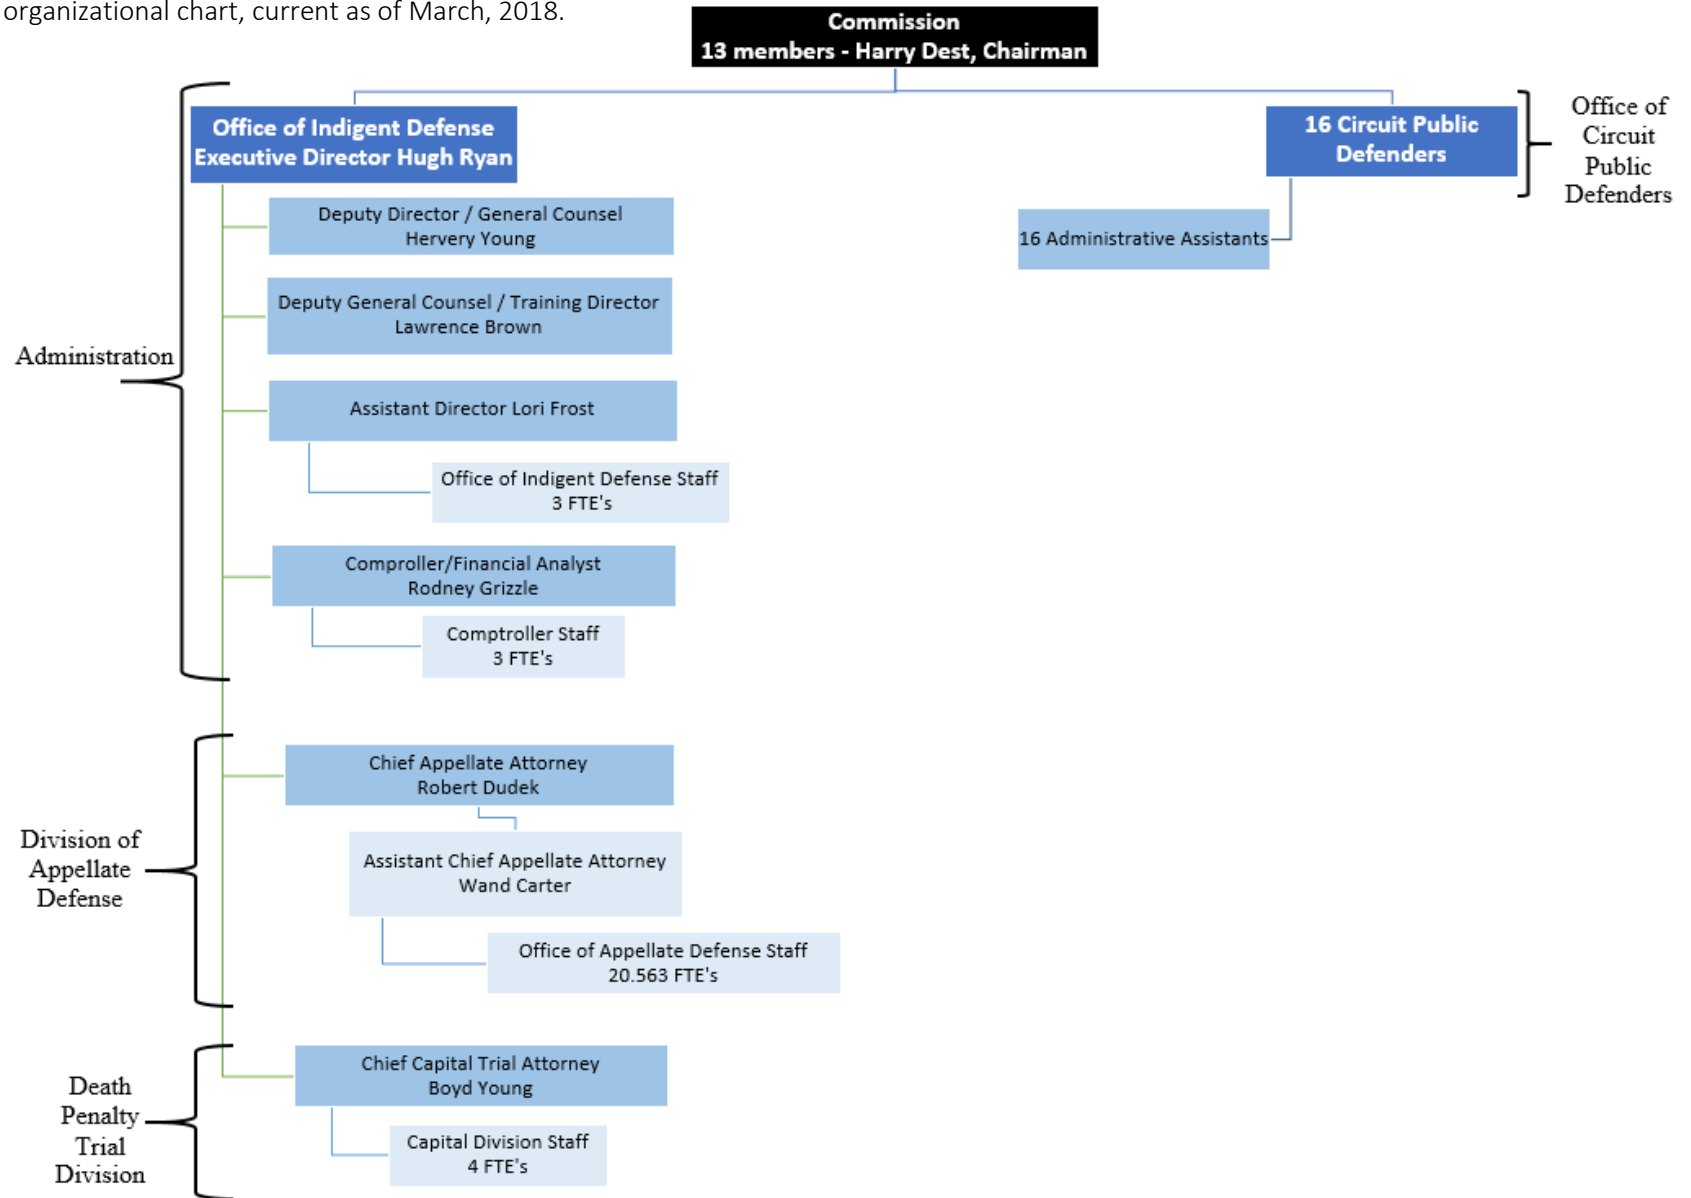 organizational chart, current as of March, 2018.
Commission
13 members - Harry Dest, Chairman
Office of Indigent Defense
Executive Director Hugh Ryan
16 Circuit Public
Defenders
Office of
Circuit
Public
Defenders
16 Administrative Assistants
Administration
Deputy Director / General Counsel
Hervery Young
Deputy General Counsel / Training Director
Lawrence Brown
Assistant Director Lori Frost
Office of Indigent Defense Staff
3 FTE's
Comproller/Financial Analyst
Rodney Grizzle
Comptroller Staff
3 FTE's
Division of
Appellate
Defense
Chief Appellate Attorney
Robert Dudek
Assistant Chief Appellate Attorney
Wand Carter
Office of Appellate Defense Staff
20.563 FTE's
Death
Penalty
Trial
Division
Chief Capital Trial Attorney
Boyd Young
Capital Division Staff
4 FTE's